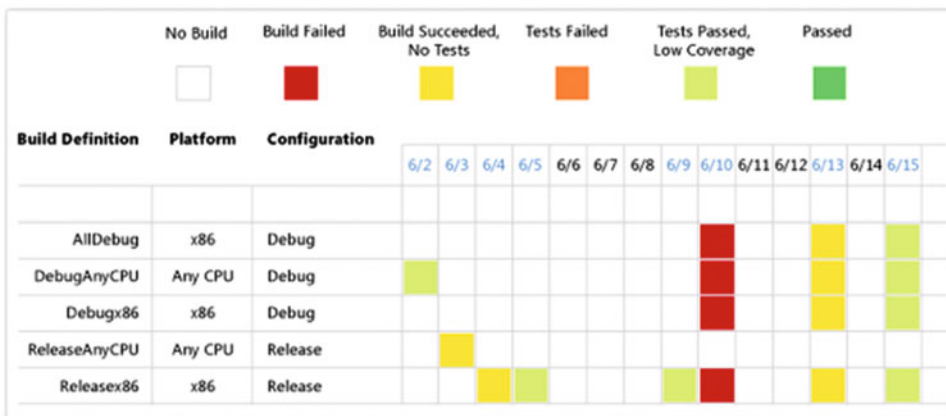 No Build Build Failed Build Succeeded, Tests Failed Tests Passed, Passed
No Tests Low Coverage
Build Definition Platform Configuration
6/2 6/3 6/4 6/5 6/6 6/7 6/8 6/9 6/10 6/11 6/12 6/13 6/14 6/15
AllDebug x86 Debug
DebugAnyCPU Any CPU Debug
Debugx86 x86 Debug
ReleaseAnyCPU Any CPU Release
Releasex86 x86 Release